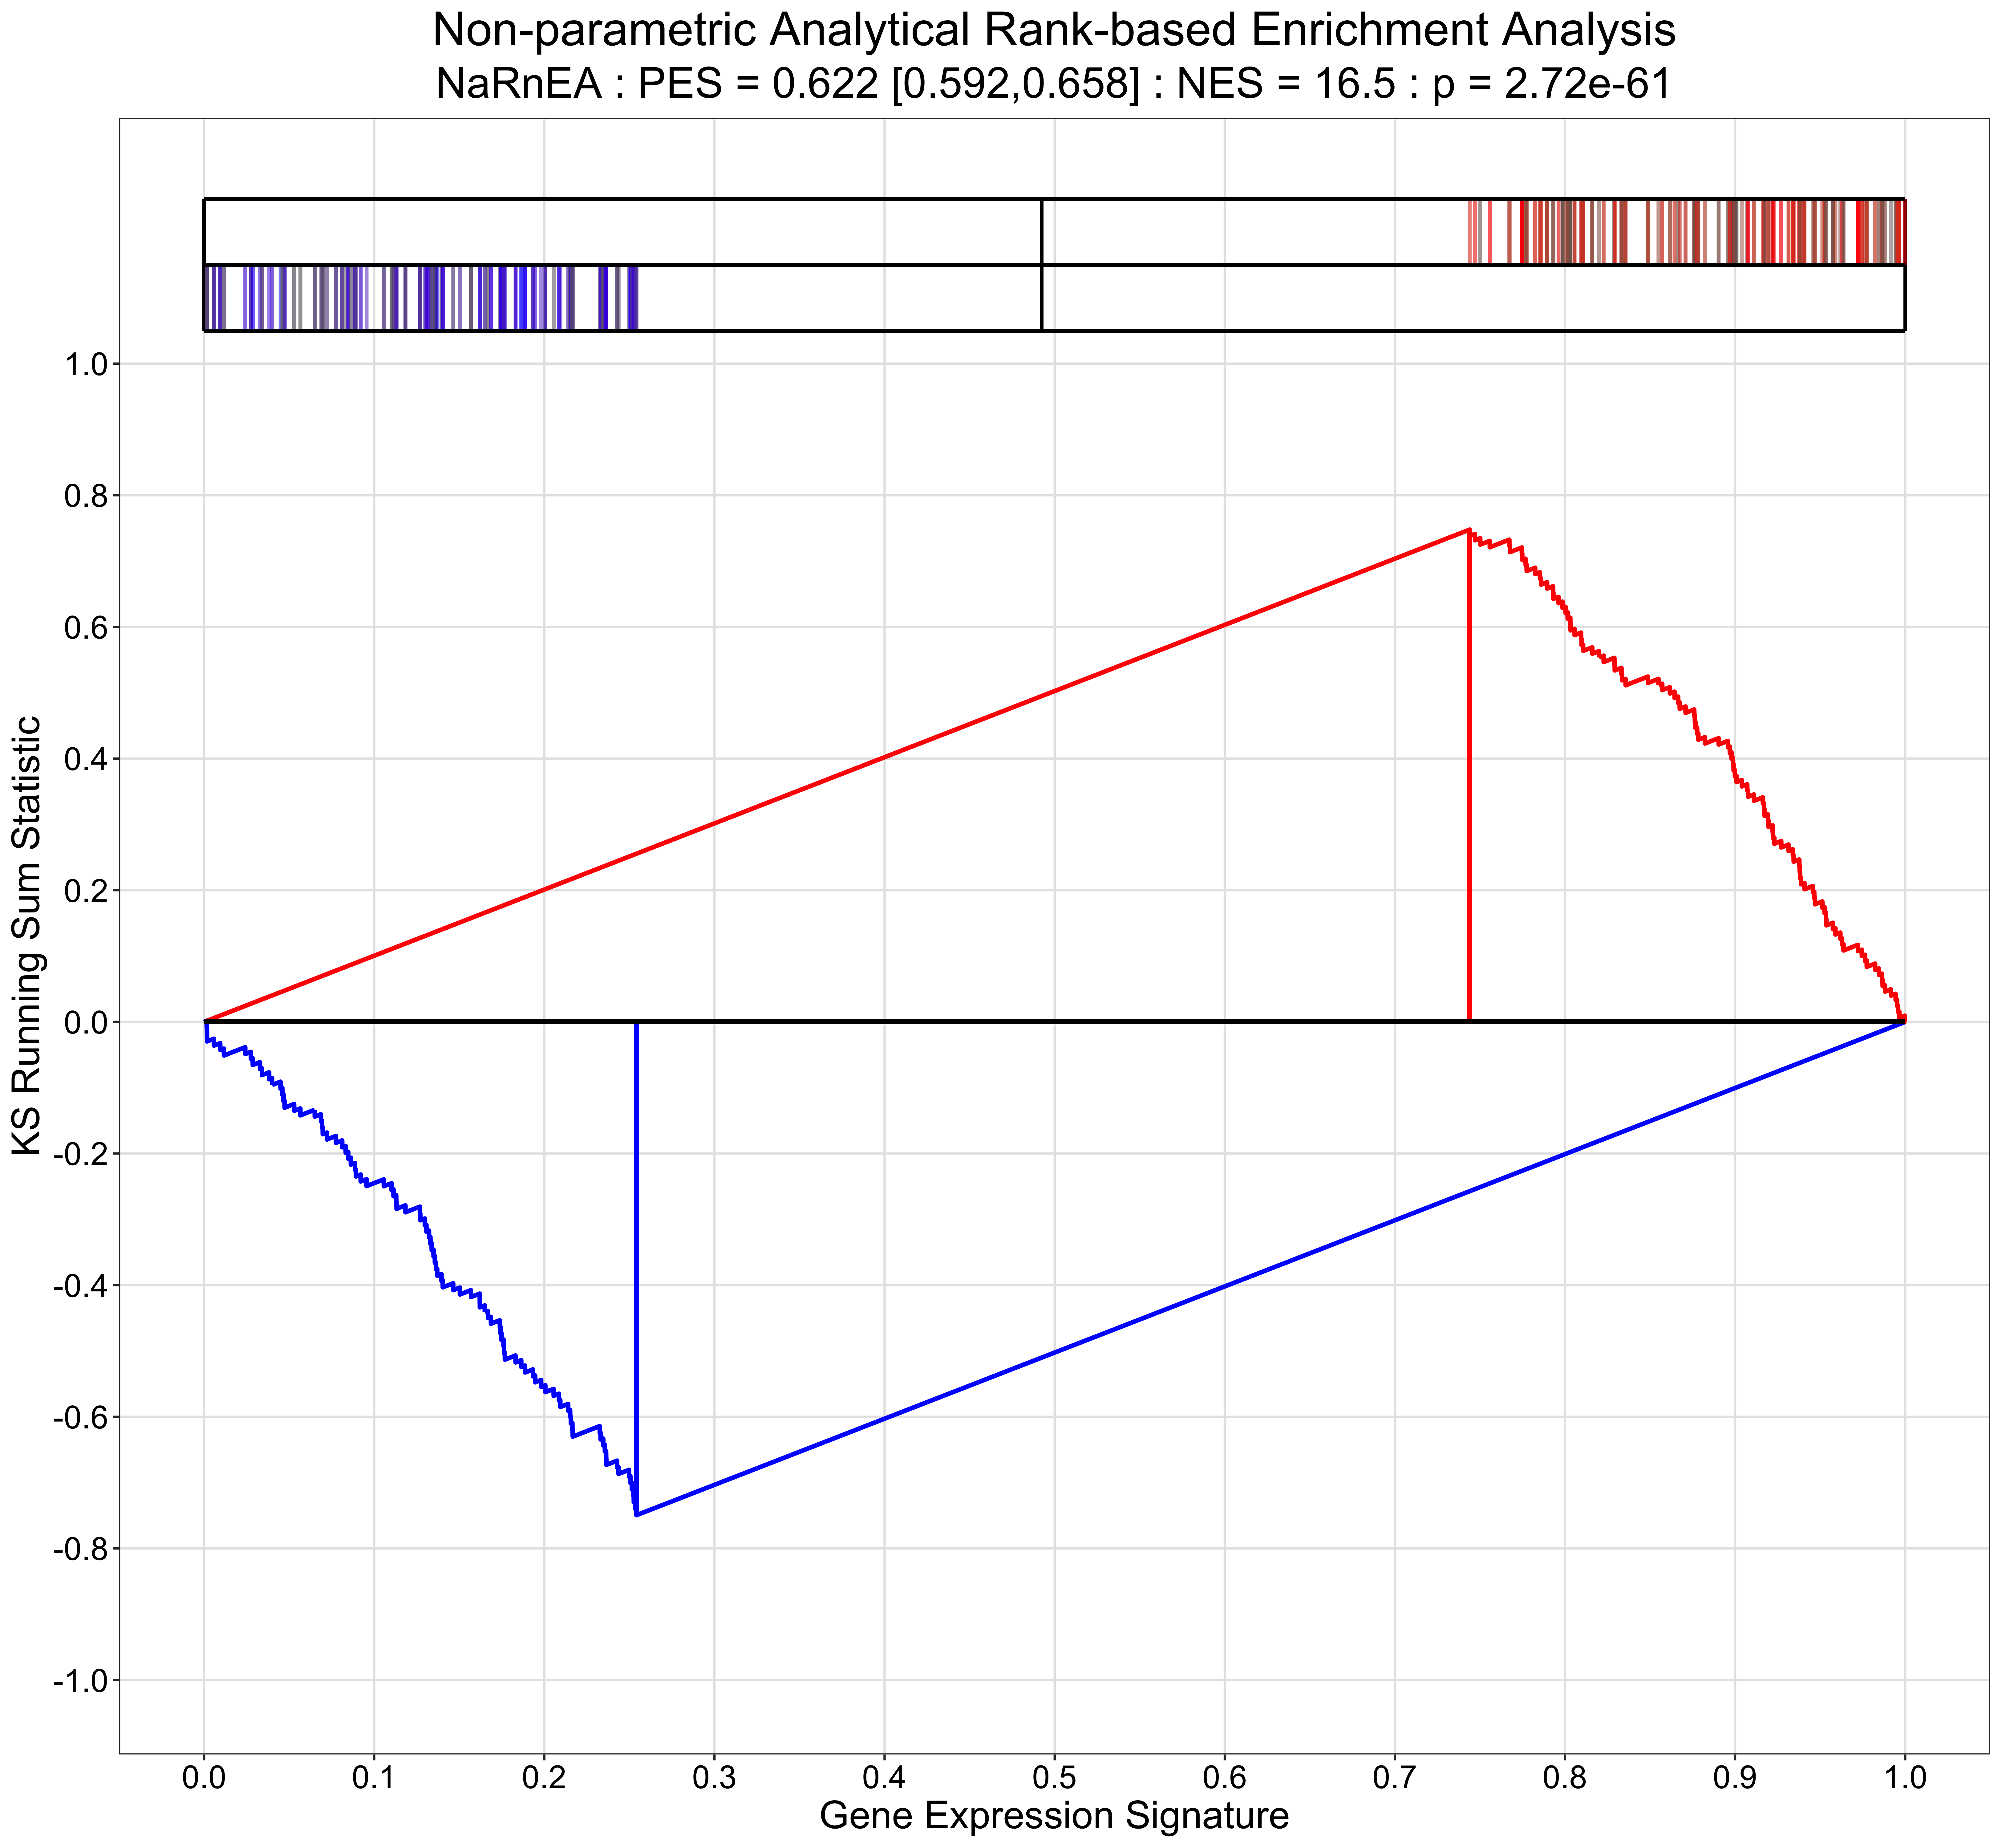 Non-parametric Analytical Rank-based Enrichment Analysis
NaRnEA : PES = 0.622 [0.592,0.658] : NES = 16.5 : p = 2.72e-61
1.0
0.8
0.6
0.4
0.2
0.0
-0.2
-0.4
-0.6
-0.8
-1.0
KS Running Sum Statistic
0.0 0.1 0.2 0.3 0.4 0.5 0.6 0.7 0.8 0.9 1.0
Gene Expression Signature